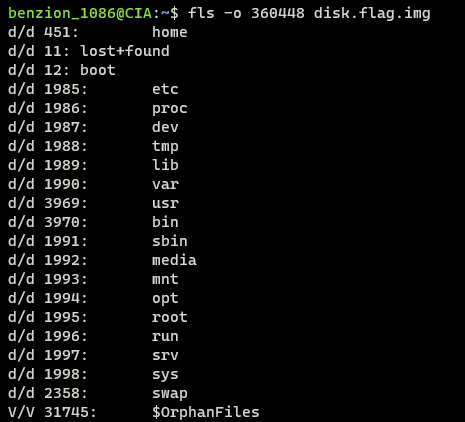 benzion_1086@CIA:~$ fls -o 360448 disk.flag.img
d/d 451:        home
d/d 11: lost+found
d/d 12: boot
d/d 1985:       etc
d/d 1986:       proc
d/d 1987:       dev
d/d 1988:       tmp
d/d 1989:       lib
d/d 1990:       var
d/d 3969:       usr
d/d 3970:       bin
d/d 1991:       sbin
d/d 1992:       media
d/d 1993:       mnt
d/d 1994:       opt
d/d 1995:       root
d/d 1996:       run
d/d 1997:       srv
d/d 1998:       sys
d/d 2358:       swap
V/V 31745:      $OrphanFiles